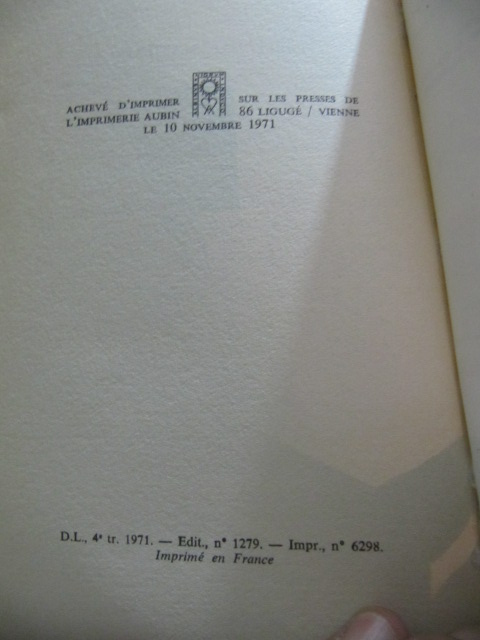 ACHEVÉ D'IMPRIMER SUR LES PRESSES DE
L'IMPRIMERIE AUBIN 86 LIGUGÉ / VIENNE
LE 10 NOVEMBRE 1971
D.L., 4e tr. 1971. — Edit., n° 1279. — Impr., n° 6298.
Imprimé en France